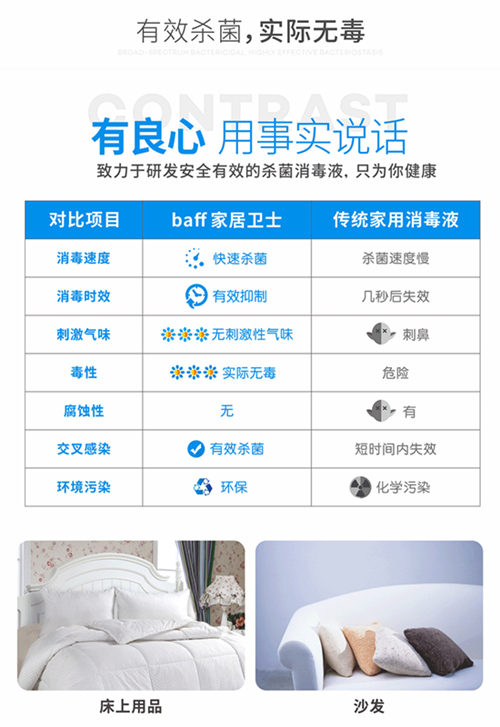 有效杀菌，实际无毒
BROAD-SPECTRUM BACTERICIDAL, HIGHLY EFFECTIVE BACTERIOSTASIS
CONTRAST
有良心 用事实说话
致力于研发安全有效的杀菌消毒液，只为你健康
对比项目 baff 家居卫士 传统家用消毒液
消毒速度 快速杀菌 杀菌速度慢
消毒时效 有效抑制 几秒后失效
刺激气味 无刺激性气味 刺鼻
毒性 实际无毒 危险
腐蚀性 无 有
交叉感染 有效杀菌 短时间内失效
环境污染 环保 化学污染
床上用品 沙发